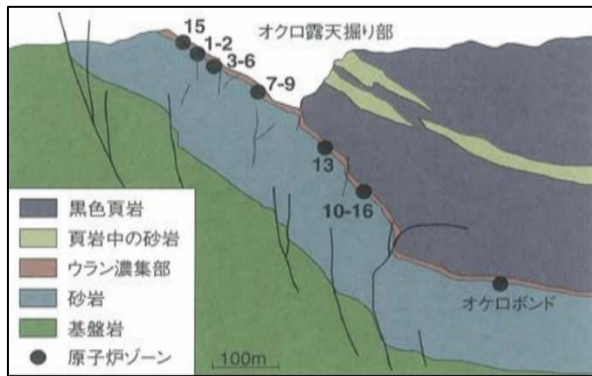 オクロ露天掘り部
15
1-2
3-6
7-9
13
10-16
オケロボンド
黒色頁岩
頁岩中の砂岩
ウラン濃集部
砂岩
基盤岩
原子炉ゾーン
100m